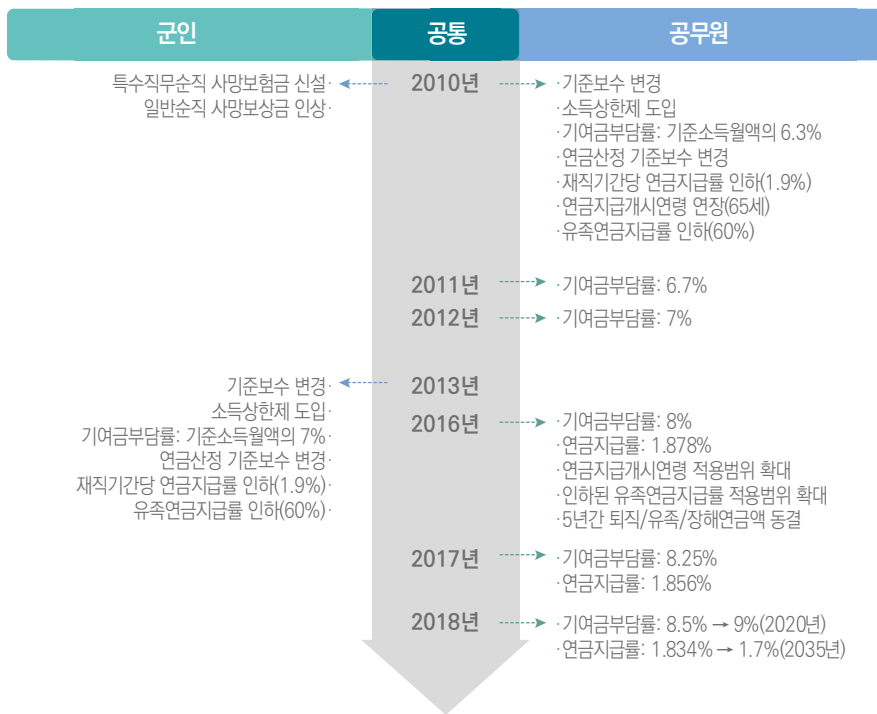 군인
공통
공무원
특수직무순직 사망보험금 신설·
일반순직 사망보상금 인상·
2010년
·기준보수 변경
·소득상한제 도입
·기여금부담률: 기준소득월액의 6.3%
·연금산정 기준보수 변경
·재직기간당 연금지급률 인하(1.9%)
·연금지급개시연령 연장(65세)
·유족연금지급률 인하(60%)
2011년
·기여금부담률: 6.7%
2012년
·기여금부담률: 7%
2013년
기준보수 변경·
소득상한제 도입·
기여금부담률: 기준소득월액의 7%·
연금산정 기준보수 변경·
재직기간당 연금지급률 인하(1.9%)·
유족연금지급률 인하(60%)·
2016년
·기여금부담률: 8%
·연금지급률: 1.878%
·연금지급개시연령 적용범위 확대
·인하된 유족연금지급률 적용범위 확대
·5년간 퇴직/유족/장해연금액 동결
2017년
·기여금부담률: 8.25%
·연금지급률: 1.856%
2018년
·기여금부담률: 8.5% → 9%(2020년)
·연금지급률: 1.834% → 1.7%(2035년)